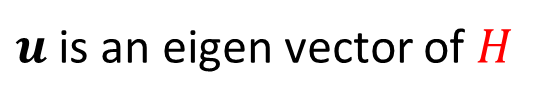 u is an eigen vector of H